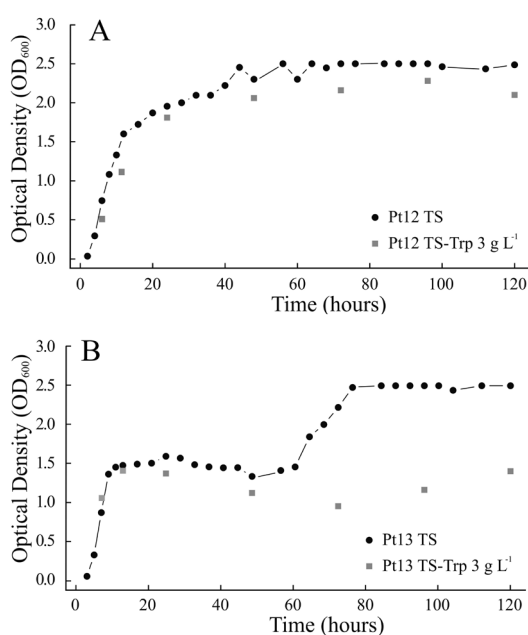 A
Optical Density (OD600)
3.0
2.5
2.0
1.5
1.0
0.5
0.0
Pt12 TS
Pt12 TS-Trp 3 g L-1
0 20 40 60 80 100 120
Time (hours)
B
Optical Density (OD600)
3.0
2.5
2.0
1.5
1.0
0.5
0.0
Pt13 TS
Pt13 TS-Trp 3 g L-1
0 20 40 60 80 100 120
Time (hours)